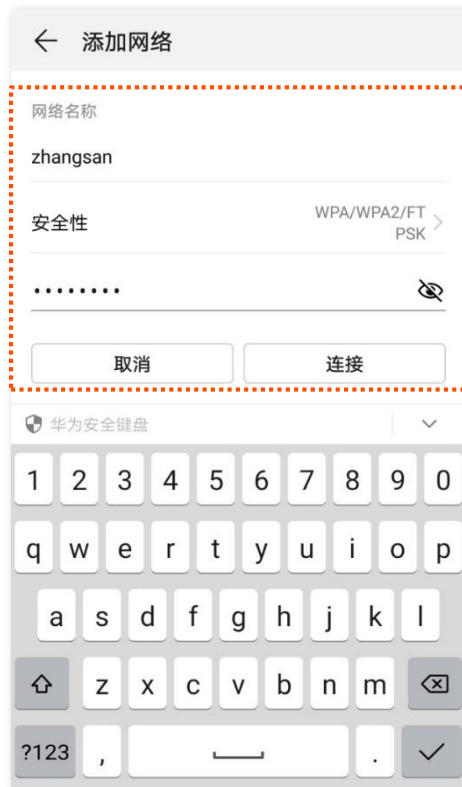 添加网络
网络名称
zhangsan
安全性
WPA/WPA2/FT
PSK
••••••••
取消 连接
华为安全键盘
1 2 3 4 5 6 7 8 9 0
q w e r t y u i o p
a s d f g h j k l
z x c v b n m
?123 , .